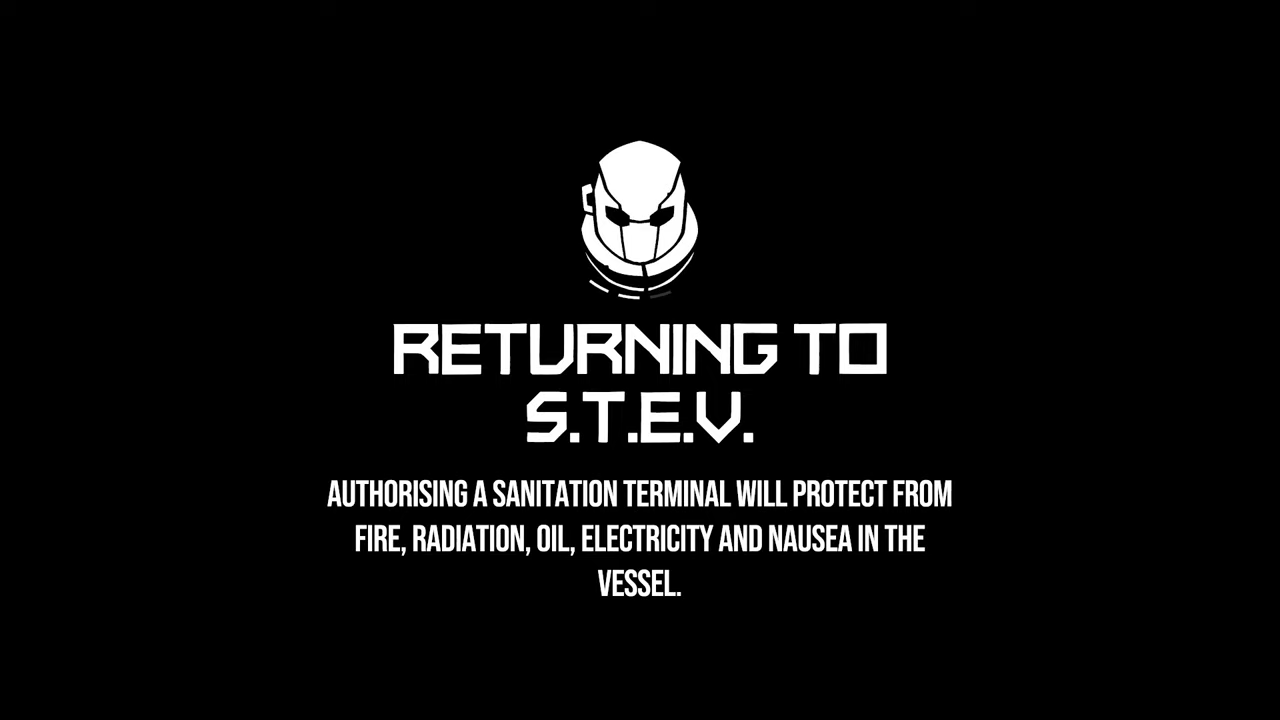 RETURNING TO
S.T.E.V.
AUTHORISING A SANITATION TERMINAL WILL PROTECT FROM
FIRE, RADIATION, OIL, ELECTRICITY AND NAUSEA IN THE
VESSEL.